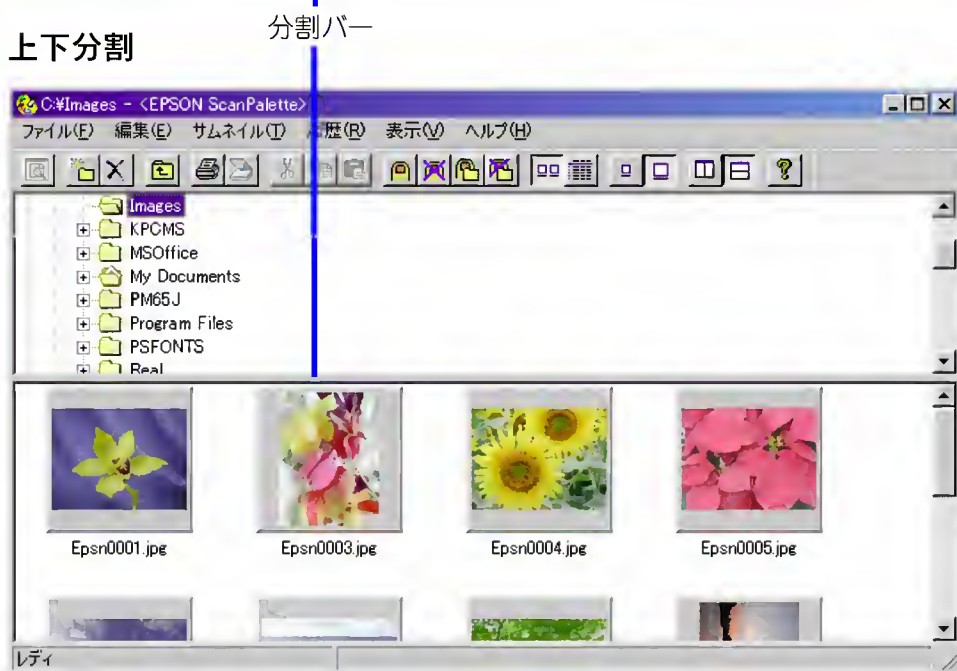 分割バー
上下分割
C:¥Images - <EPSON ScanPalette>
ファイル(F) 編集(E) サムネイル(T) 歴(R) 表示(V) ヘルプ(H)
Images
KPCMS
MSOffice
My Documents
PM65J
Program Files
PSFONTS
Real
Epsn0001.jpg Epsn0003.jpg Epsn0004.jpg Epsn0005.jpg
レディ